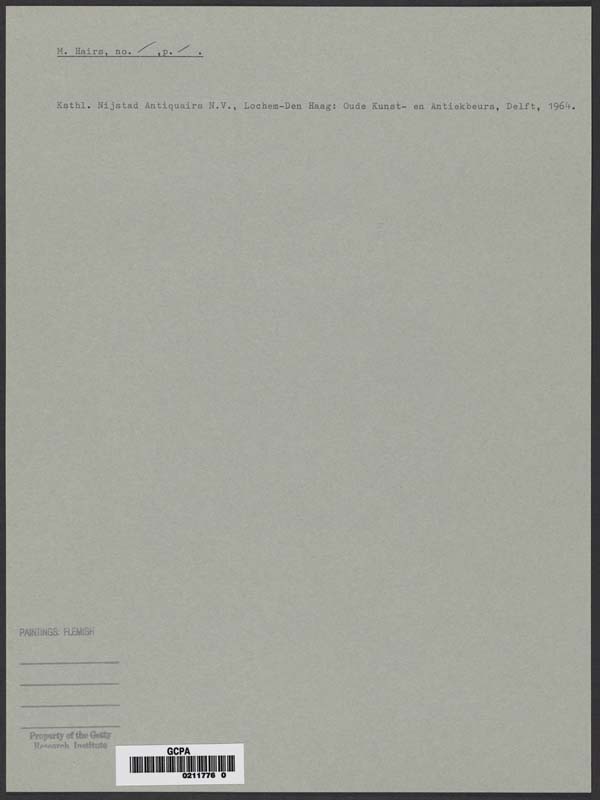 M. Hairs, no. / ,p. / .
Ksthl. Nijstad Antiquairs N.V., Lochem-Den Haag: Oude Kunst- en Antiekbeurs, Delft, 1964.
PAINTINGS: FLEMISH
Property of the Getty
Research Institute
GCPA
0211776 0